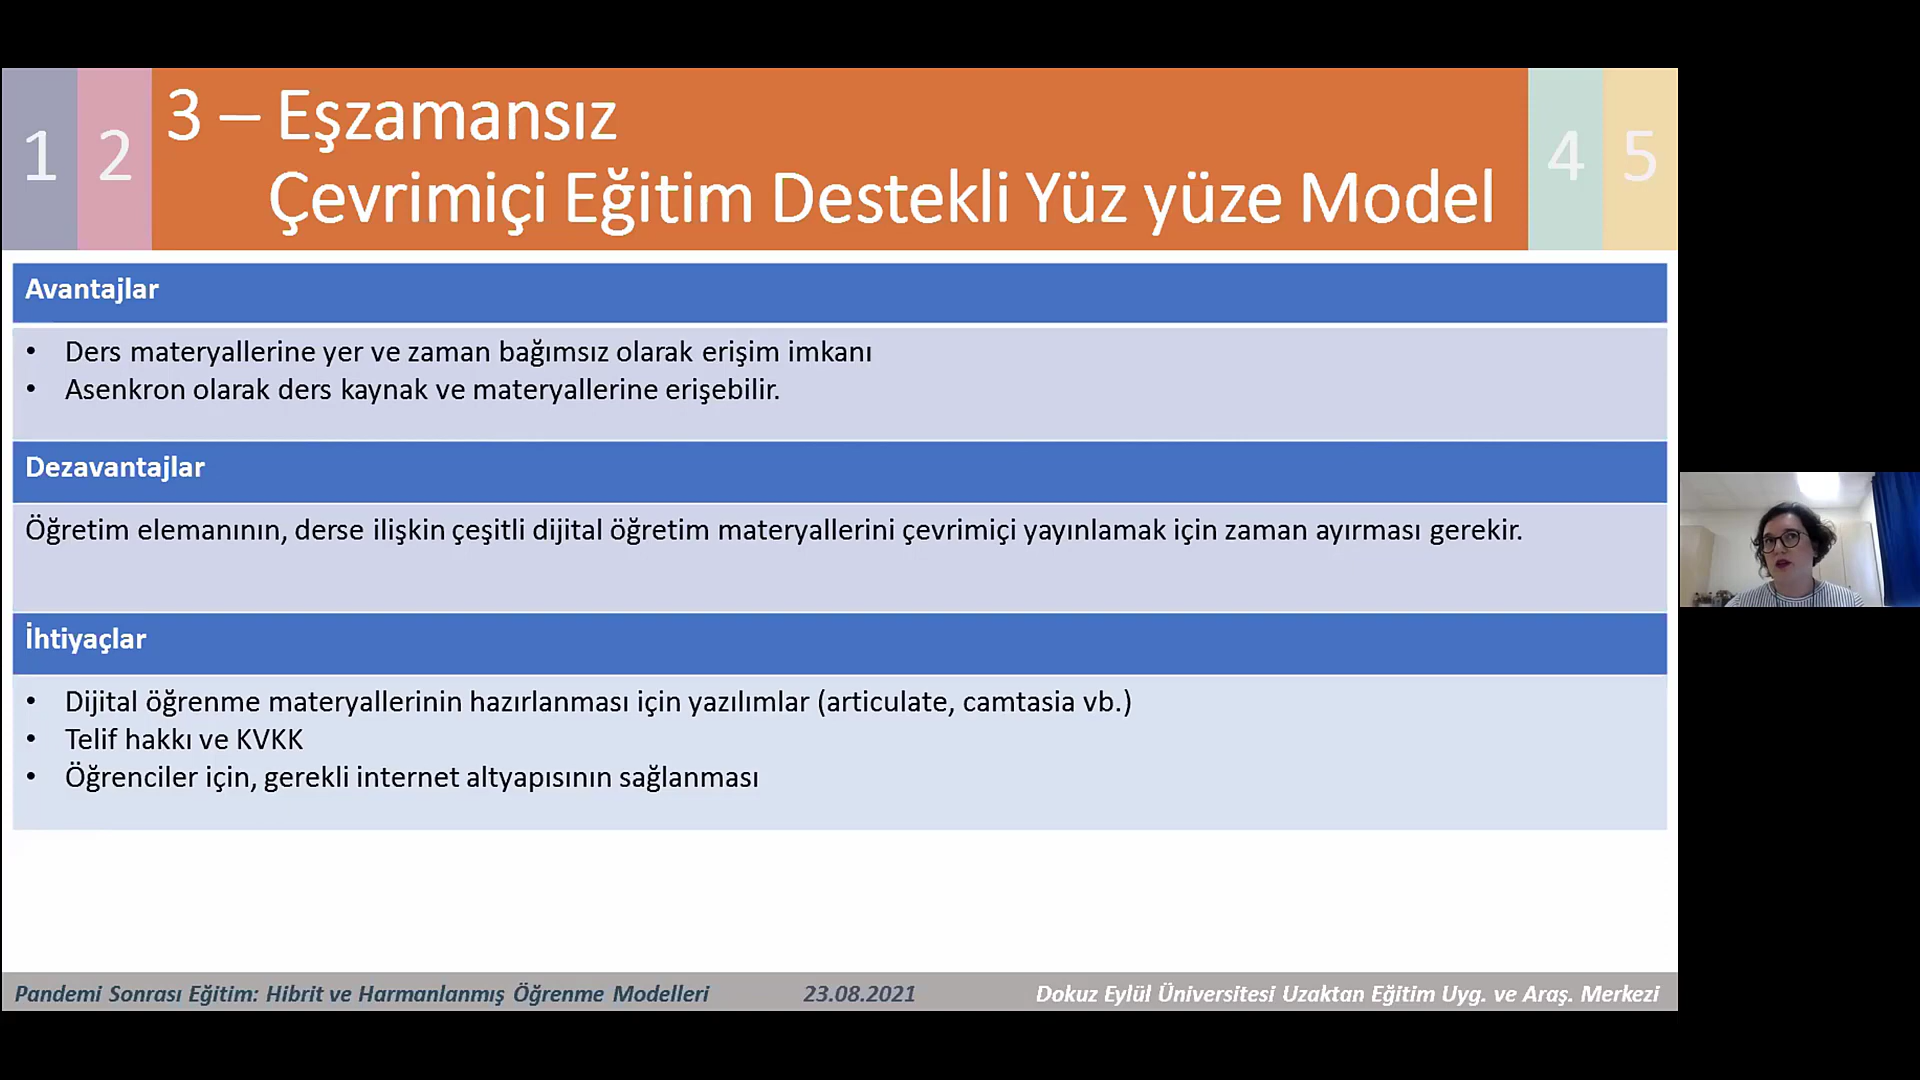 1
2
3 – Eşzamansız
Çevrimiçi Eğitim Destekli Yüz yüze Model
4
5
Avantajlar
• Ders materyallerine yer ve zaman bağımsız olarak erişim imkanı
• Asenkron olarak ders kaynak ve materyallerine erişebilir.
Dezavantajlar
Öğretim elemanının, derse ilişkin çeşitli dijital öğretim materyallerini çevrimiçi yayınlamak için zaman ayırması gerekir.
İhtiyaçlar
• Dijital öğrenme materyallerinin hazırlanması için yazılımlar (articulate, camtasia vb.)
• Telif hakkı ve KVKK
• Öğrenciler için, gerekli internet altyapısının sağlanması
Pandemi Sonrası Eğitim: Hibrit ve Harmanlanmış Öğrenme Modelleri
23.08.2021
Dokuz Eylül Üniversitesi Uzaktan Eğitim Uyg. ve Araş. Merkezi